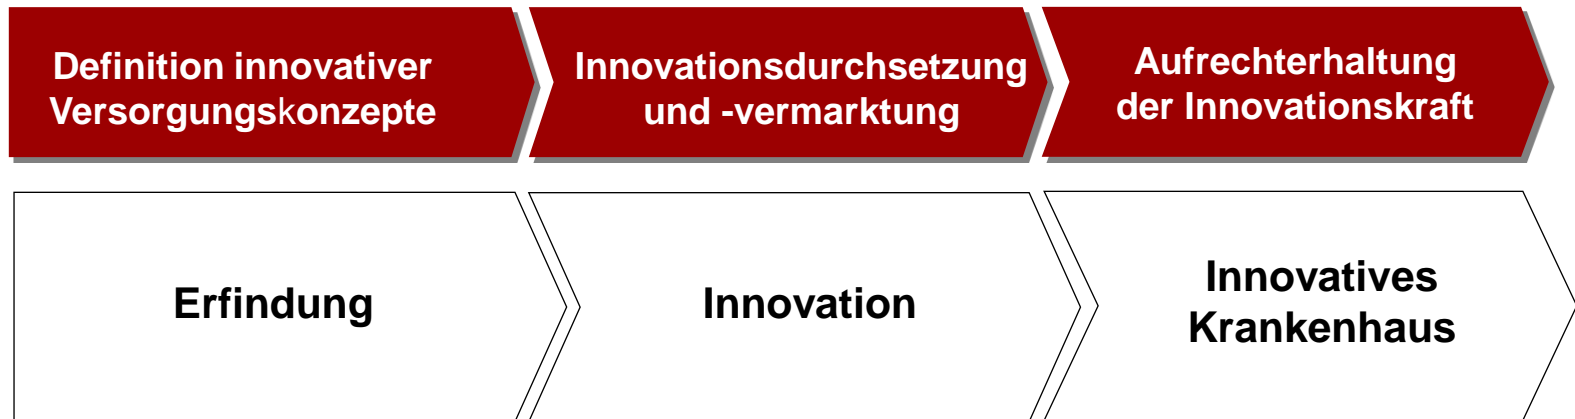 Definition innovativer
Versorgungskonzepte
Innovationsdurchsetzung
und -vermarktung
Aufrechterhaltung
der Innovationskraft
Erfindung
Innovation
Innovatives
Krankenhaus